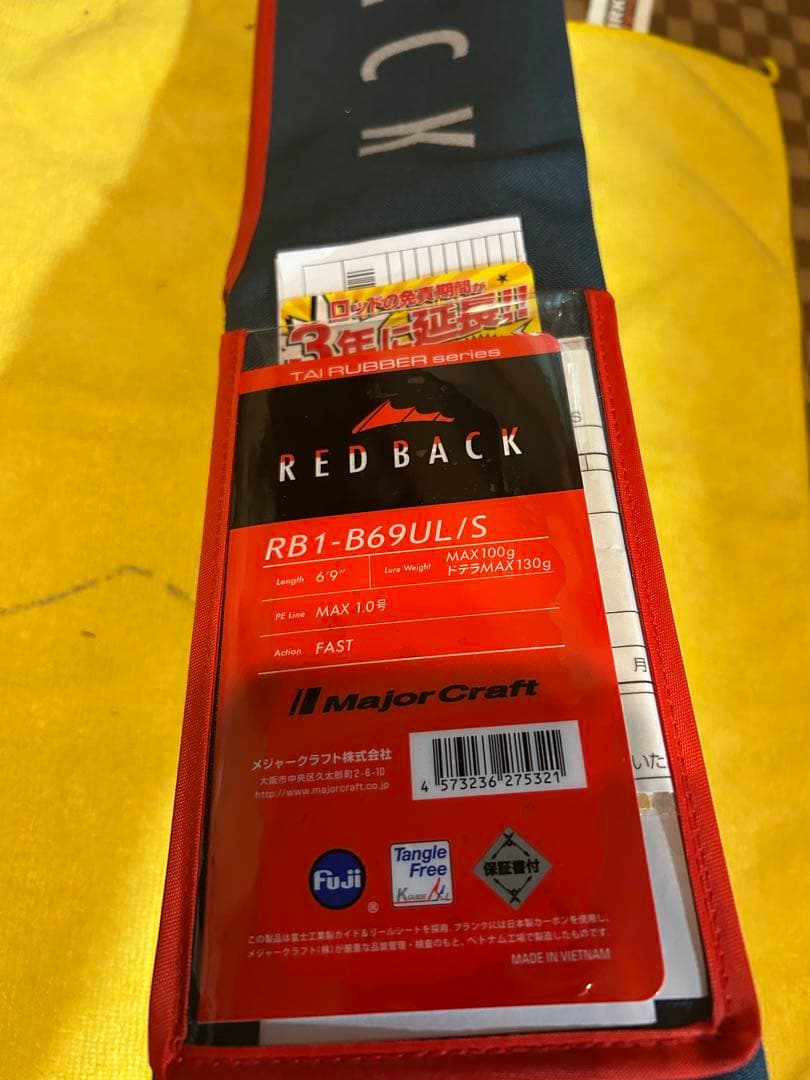 ACK
ロッドの免責期間が
3年に延長!!
TAI RUBBER series
REDBACK
RB1-B69UL/S
Length 6'9" Lure Weight MAX100g
ドテラMAX130g
PE Line MAX 1.0号
Action FAST
MajorCraft
メジャークラフト株式会社
大阪市中央区久太郎町2-6-10
http://www.majorcraft.co.jp
4 573236 275321
Fuji
®
Tangle
Free
K GUIDE
保証書付
この製品は富士工業製ガイド&リールシートを採用。ブランクには日本製カーボンを使用し、
メジャークラフト(株)が厳重な品質管理・検査のもと、ベトナム工場で製造したものです。
MADE IN VIETNAM
S
月
いた